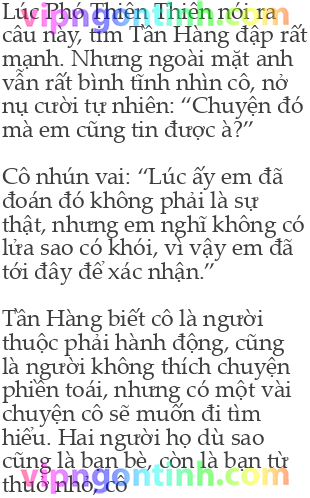 Lúc Phó Thiên Thiên nói ra
câu này, tim Tần Hàng đập rất
mạnh. Nhưng ngoài mặt anh
vẫn rất bình tĩnh nhìn cô, nở
nụ cười tự nhiên: “Chuyện đó
mà em cũng tin được à?”
Cô nhún vai: “Lúc ấy em đã
đoán đó không phải là sự
thật, nhưng em nghĩ không có
lửa sao có khói, vì vậy em đã
tới đây để xác nhận.”
Tần Hàng biết cô là người
thuộc phái hành động, cũng
là người không thích chuyện
phiền toái, nhưng có một vài
chuyện cô sẽ muốn đi tìm
hiểu. Hai người họ dù sao
cũng là bạn bè, còn là bạn từ
thuở nhỏ, cô
vipngontinh.com
vipngontinh.com